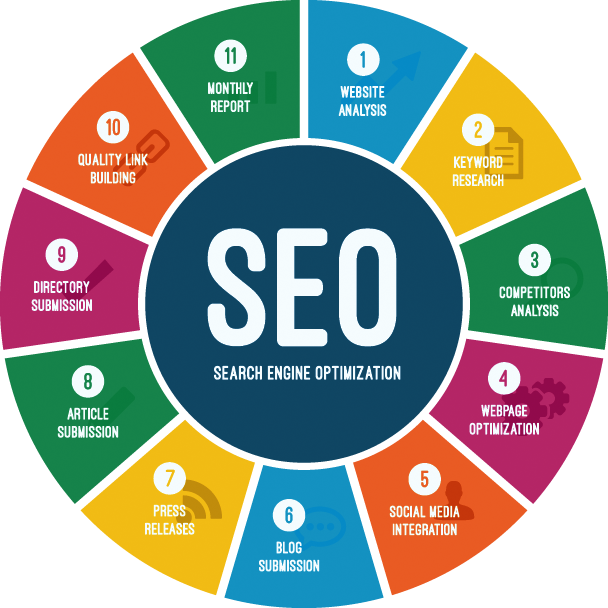 SEO
SEARCH ENGINE OPTIMIZATION
1
WEBSITE
ANALYSIS
2
KEYWORD
RESEARCH
3
COMPETITORS
ANALYSIS
4
WEBPAGE
OPTIMIZATION
5
SOCIAL MEDIA
INTEGRATION
6
BLOG
SUBMISSION
7
PRESS
RELEASES
8
ARTICLE
SUBMISSION
9
DIRECTORY
SUBMISSION
10
QUALITY LINK
BUILDING
11
MONTHLY
REPORT